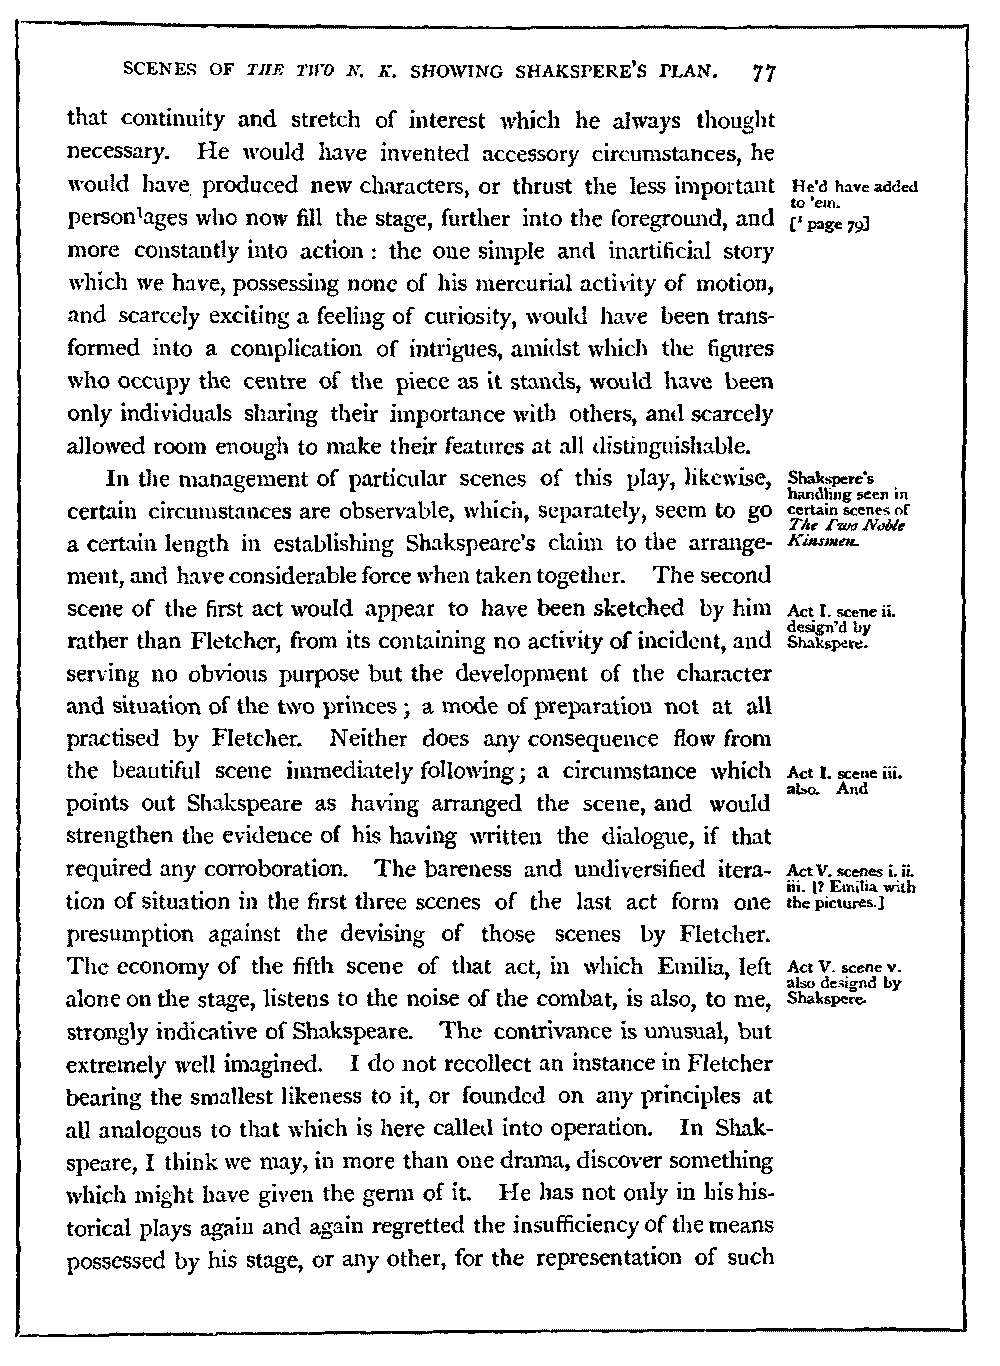 SCENES OF THE TWO N. K. SHOWING SHAKSPERE'S PLAN. 77
that continuity and stretch of interest which he always thought
necessary. He would have invented accessory circumstances, he
would have produced new characters, or thrust the less important
He'd have added
to 'em.
person¹ages who now fill the stage, further into the foreground, and
[¹ page 79]
more constantly into action : the one simple and inartificial story
which we have, possessing none of his mercurial activity of motion,
and scarcely exciting a feeling of curiosity, would have been trans-
formed into a complication of intrigues, amidst which the figures
who occupy the centre of the piece as it stands, would have been
only individuals sharing their importance with others, and scarcely
allowed room enough to make their features at all distinguishable.
In the management of particular scenes of this play, likewise,
Shakspere's
handling seen in
certain scenes of
The Two Noble
Kinsmen.
certain circumstances are observable, which, separately, seem to go
a certain length in establishing Shakspeare's claim to the arrange-
ment, and have considerable force when taken together. The second
scene of the first act would appear to have been sketched by him
Act I. scene ii.
design'd by
Shakspere.
rather than Fletcher, from its containing no activity of incident, and
serving no obvious purpose but the development of the character
and situation of the two princes ; a mode of preparation not at all
practised by Fletcher. Neither does any consequence flow from
the beautiful scene immediately following ; a circumstance which
Act I. scene iii.
also. And
points out Shakspeare as having arranged the scene, and would
strengthen the evidence of his having written the dialogue, if that
required any corroboration. The bareness and undiversified itera-
Act V. scenes i. ii.
iii. [? Emilia with
the pictures.]
tion of situation in the first three scenes of the last act form one
presumption against the devising of those scenes by Fletcher.
The economy of the fifth scene of that act, in which Emilia, left
Act V. scene v.
also designd by
Shakspere.
alone on the stage, listens to the noise of the combat, is also, to me,
strongly indicative of Shakspeare. The contrivance is unusual, but
extremely well imagined. I do not recollect an instance in Fletcher
bearing the smallest likeness to it, or founded on any principles at
all analogous to that which is here called into operation. In Shak-
speare, I think we may, in more than one drama, discover something
which might have given the germ of it. He has not only in his his-
torical plays again and again regretted the insufficiency of the means
possessed by his stage, or any other, for the representation of such